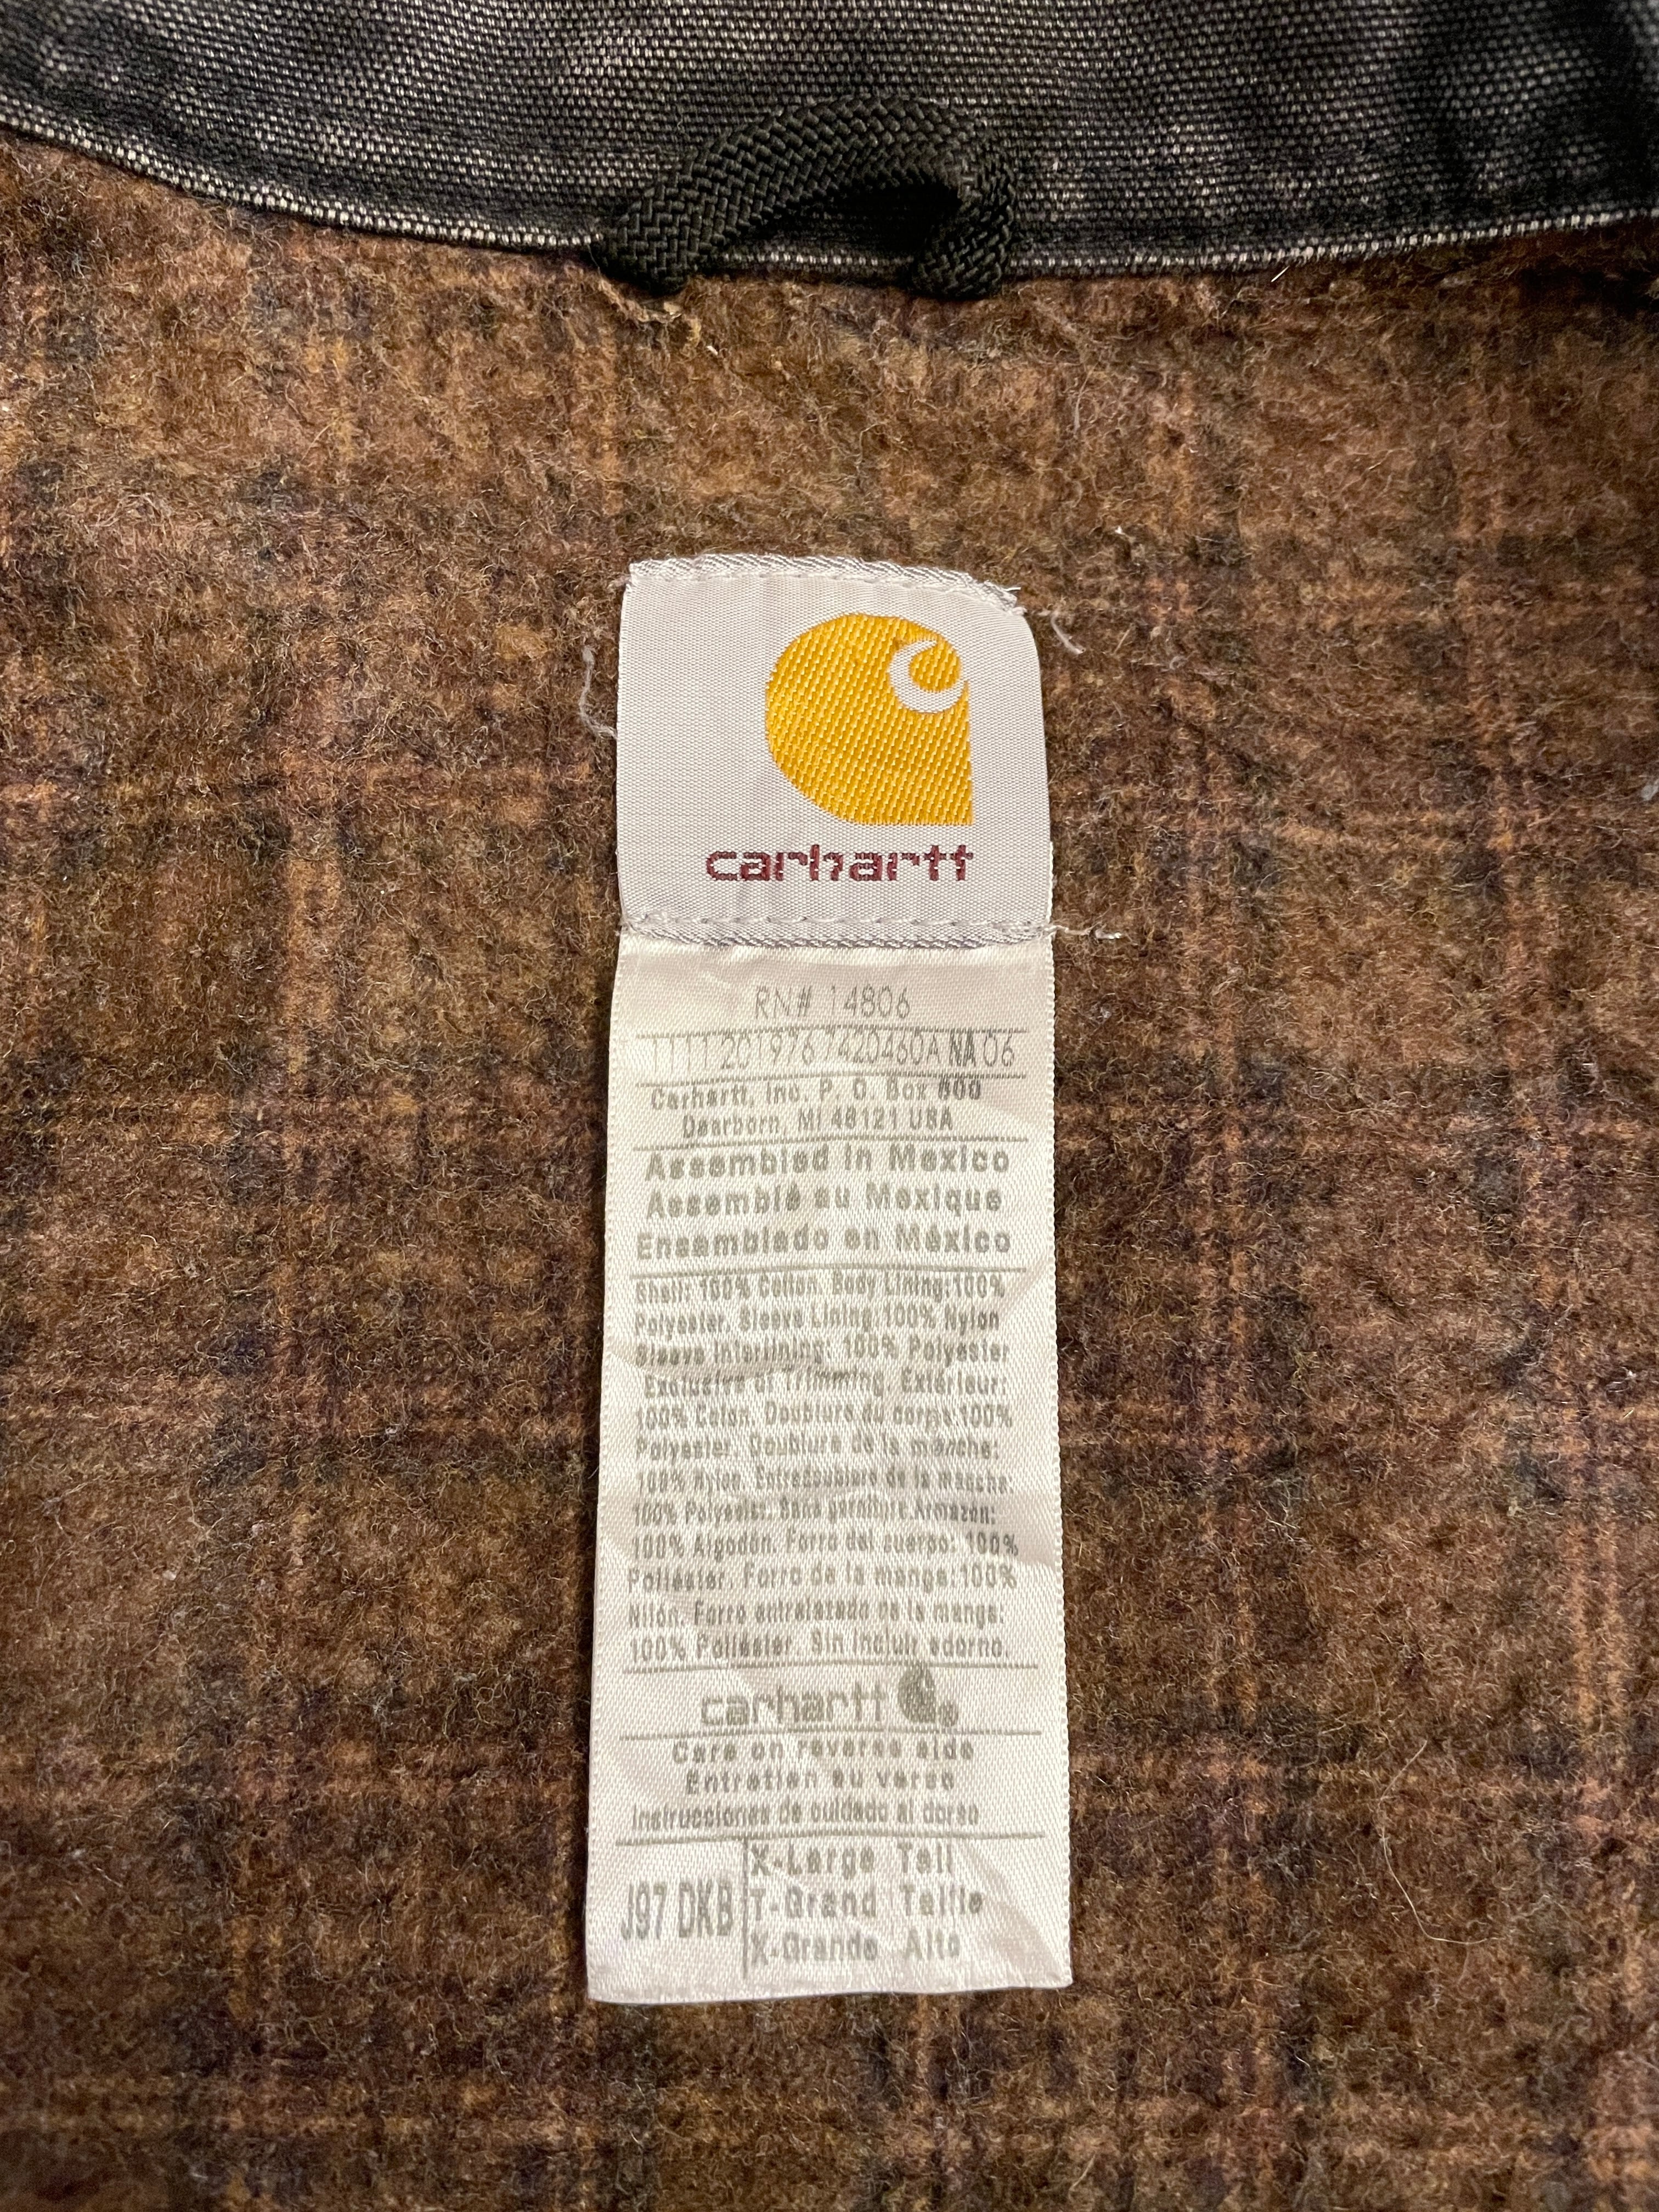 carhartt
RN# 14806
1111 201976 7420460A NA 06
Carhartt, Inc. P. O. Box 600
Dearborn, MI 48121 USA
Assembled in Mexico
Assemblé au Mexique
Ensamblado en México
Shell: 100% Cotton. Body Lining:100%
Polyester. Sleeve Lining:100% Nylon
Sleeve Interlining: 100% Polyester
Exclusive of Trimming. Extérieur:
100% Coton. Doublure du corps:100%
Polyester. Doublure de la manche:
100% Nylon. Entredoublure de la manche:
100% Polyester. Sans garniture.Armazon:
100% Algodón. Forro del cuerpo: 100%
Poliéster. Forro de la manga:100%
Nilón. Forro entrelazado de la manga:
100% Poliéster. Sin incluir adorno.
carhartt
Care on reverse side
Entretien au verso
Instrucciones de cuidado al dorso
J97 DKB
X-Large Tall
T-Grand Taille
X-Grande Alto